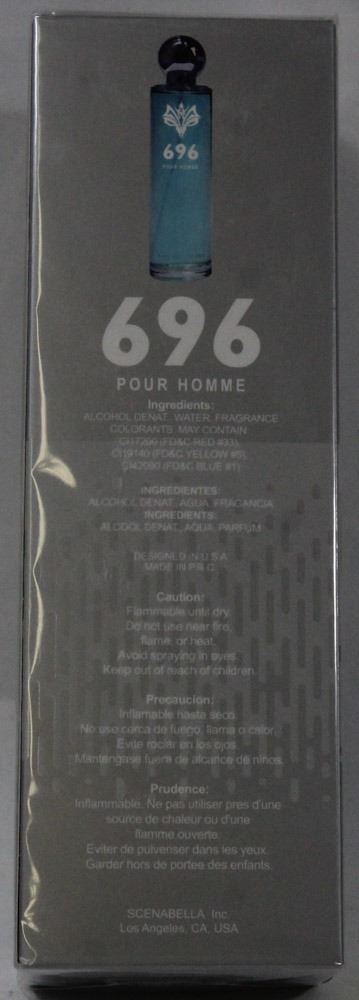 696
POUR HOMME
696
POUR HOMME
Ingredients:
ALCOHOL DENAT, WATER, FRAGRANCE
COLORANTS: MAY CONTAIN
CI17200 (FD&C RED #33),
CI19140 (FD&C YELLOW #5),
CI42090 (FD&C BLUE #1)
INGREDIENTES:
ALCOHOL DENAT, AGUA, FRAGANCIA
INGREDIENTS:
ALCOOL DENAT, AQUA, PARFUM
DESIGNED IN U.S.A
MADE IN P.R.C
Caution:
Flammable until dry.
Do not use near fire,
flame, or heat.
Avoid spraying in eyes.
Keep out of reach of children.
Precaucion:
Inflamable hasta seco.
No use cerca de fuego, llama o calor.
Evite rociar en los ojos.
Mantengase fuera de alcance de ninos.
Prudence:
Inflammable. Ne pas utiliser pres d'une
source de chaleur ou d'une
flamme ouverte.
Eviter de pulveriser dans les yeux.
Garder hors de portee des enfants.
SCENABELLA Inc.
Los Angeles, CA, USA